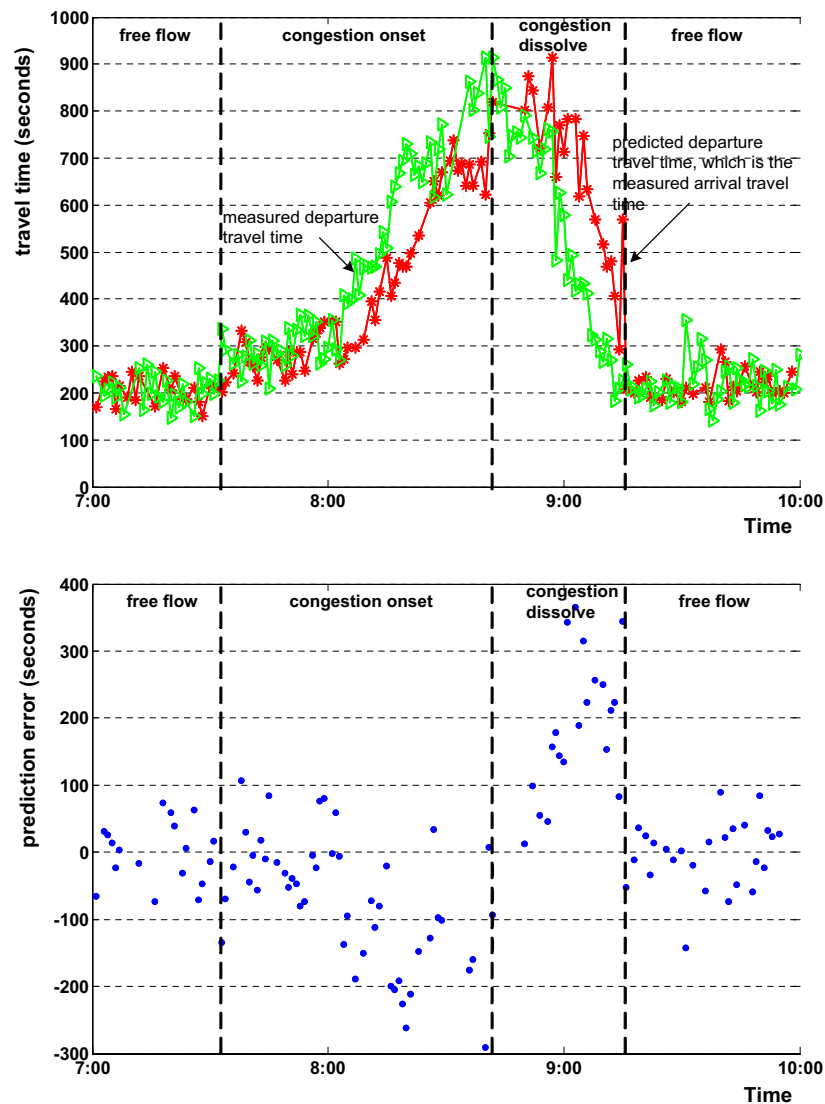 1000
900
800
700
600
500
400
300
200
100
0
travel time (seconds)
free flow
congestion onset
congestion
dissolve
free flow
measured departure
travel time
predicted departure
travel time, which is the
measured arrival travel
time
7:00
8:00
9:00
10:00
Time
400
300
200
100
0
-100
-200
-300
prediction error (seconds)
free flow
congestion onset
congestion
dissolve
free flow
7:00
8:00
9:00
10:00
Time